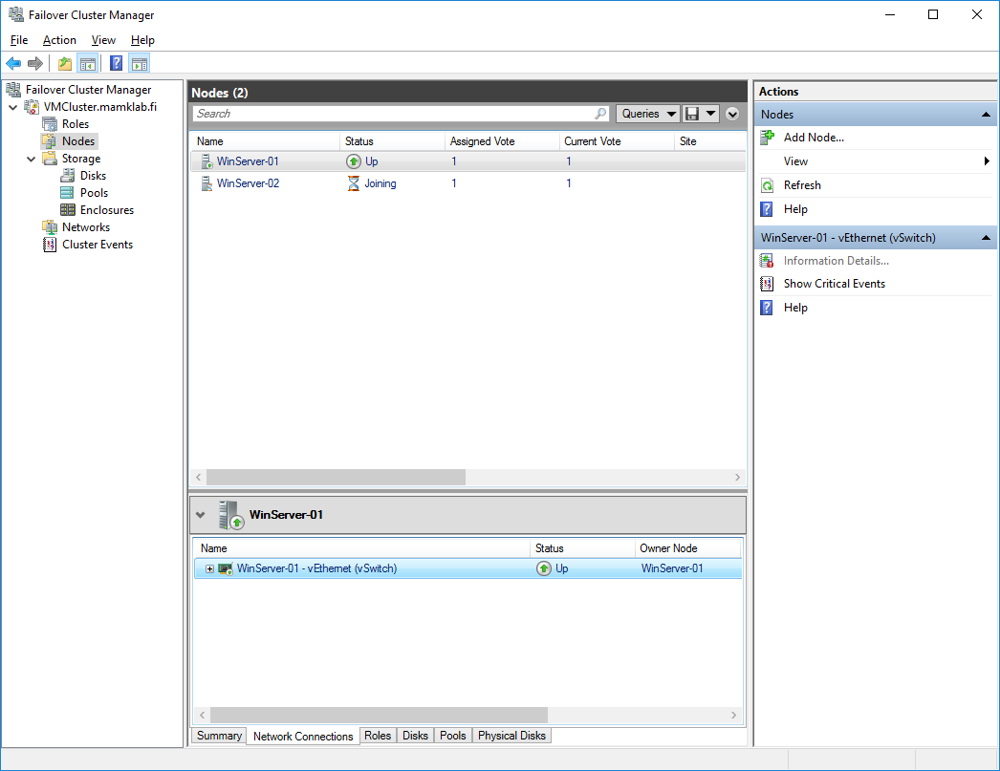 Failover Cluster Manager
File Action View Help
Failover Cluster Manager
VMCluster.mamklab.fi
Roles
Nodes
Storage
Disks
Pools
Enclosures
Networks
Cluster Events
Nodes (2)
Search Queries
Name Status Assigned Vote Current Vote Site
WinServer-01 Up 1 1
WinServer-02 Joining 1 1
WinServer-01
Name Status Owner Node
WinServer-01 - vEthernet (vSwitch) Up WinServer-01
Summary Network Connections Roles Disks Pools Physical Disks
Actions
Nodes
Add Node...
View
Refresh
Help
WinServer-01 - vEthernet (vSwitch)
Information Details...
Show Critical Events
Help